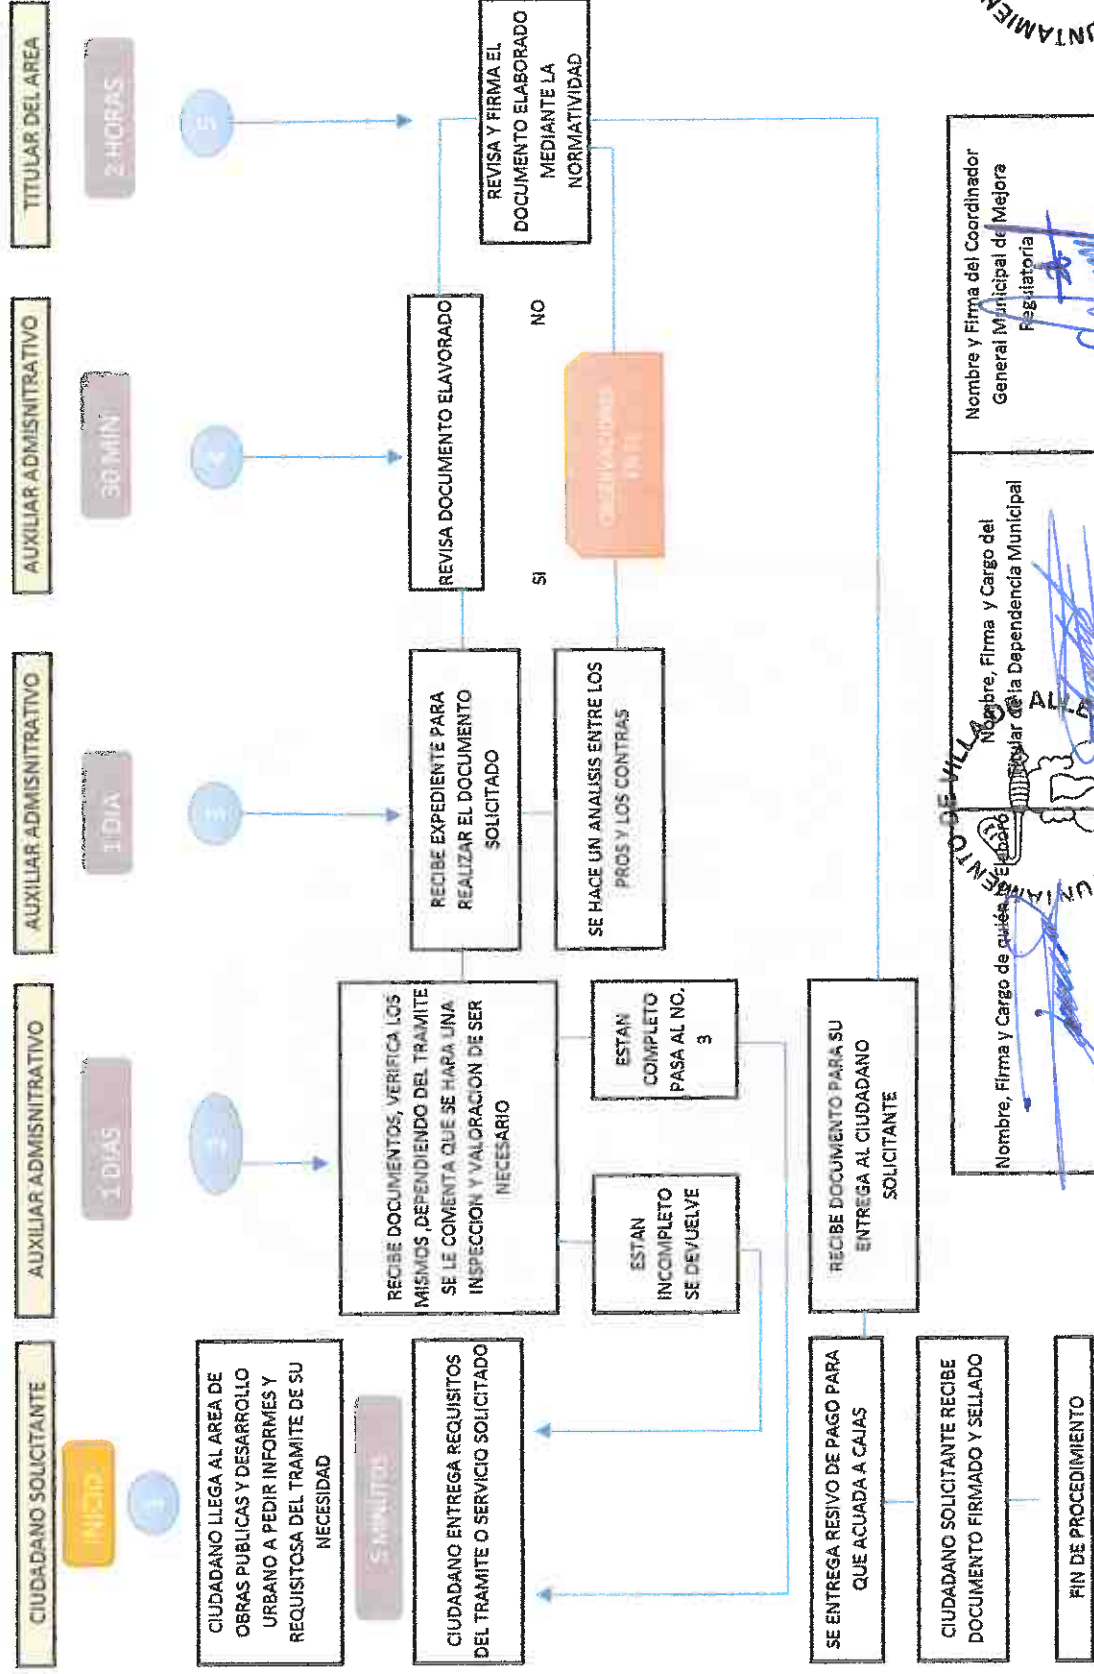 CIUDADANO SOLICITANTE
AUXILIAR ADMISNITRATIVO
AUXILIAR ADMISNITRATIVO
AUXILIAR ADMISNITRATIVO
TITULAR DEL AREA
INICIO
1 DIAS
1 DIA
30 MIN
2 HORAS
1
2
3
4
5
CIUDADANO LLEGA AL AREA DE
OBRAS PUBLICAS Y DESARROLLO
URBANO A PEDIR INFORMES Y
REQUISITOSA DEL TRAMITE DE SU
NECESIDAD
5 MINUTOS
CIUDADANO ENTREGA REQUISITOS
DEL TRAMITE O SERVICIO SOLICITADO
RECIBE DOCUMENTOS, VERIFICA LOS
MISMOS ,DEPENDIENDO DEL TRAMITE
SE LE COMENTA QUE SE HARA UNA
INSPECCION Y VALORACION DE SER
NECESARIO
ESTAN
INCOMPLETO
SE DEVUELVE
ESTAN
COMPLETO
PASA AL NO.
3
RECIBE EXPEDIENTE PARA
REALIZAR EL DOCUMENTO
SOLICITADO
SE HACE UN ANALISIS ENTRE LOS
PROS Y LOS CONTRAS
REVISA DOCUMENTO ELAVORADO
SI
NO
OBSERVACIONES
REVISA Y FIRMA EL
DOCUMENTO ELABORADO
MEDIANTE LA
NORMATIVIDAD
RECIBE DOCUMENTO PARA SU
ENTREGA AL CIUDADANO
SOLICITANTE
SE ENTREGA RESIVO DE PAGO PARA
QUE ACUADA A CAJAS
CIUDADANO SOLICITANTE RECIBE
DOCUMENTO FIRMADO Y SELLADO
FIN DE PROCEDIMIENTO
Nombre, Firma y Cargo de quién lo Elaboró
Nombre, Firma y Cargo del
Titular de la Dependencia Municipal
Nombre y Firma del Coordinador
General Municipal de Mejora
Regulatoria
DE VILLA DE ALLE